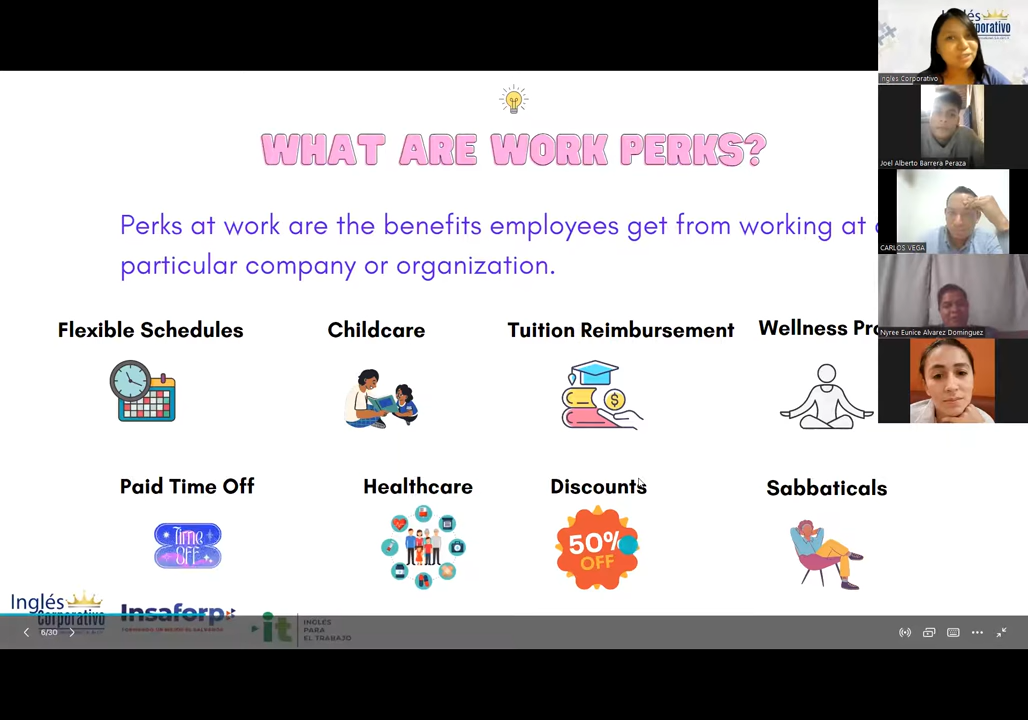 WHAT ARE WORK PERKS?
Perks at work are the benefits employees get from working at
particular company or organization.
Flexible Schedules
Childcare
Tuition Reimbursement
Wellness
Paid Time Off
Healthcare
Discounts
Sabbaticals
Time
OFF
50%
OFF
Inglés
Corporativo
Insaforp
it
INGLÉS
PARA
EL TRABAJO
6/30
Ingles Corporativo
Joel Alberto Barrera Peraza
CARLOS VEGA
Nyree Eunice Alvarez Dominguez